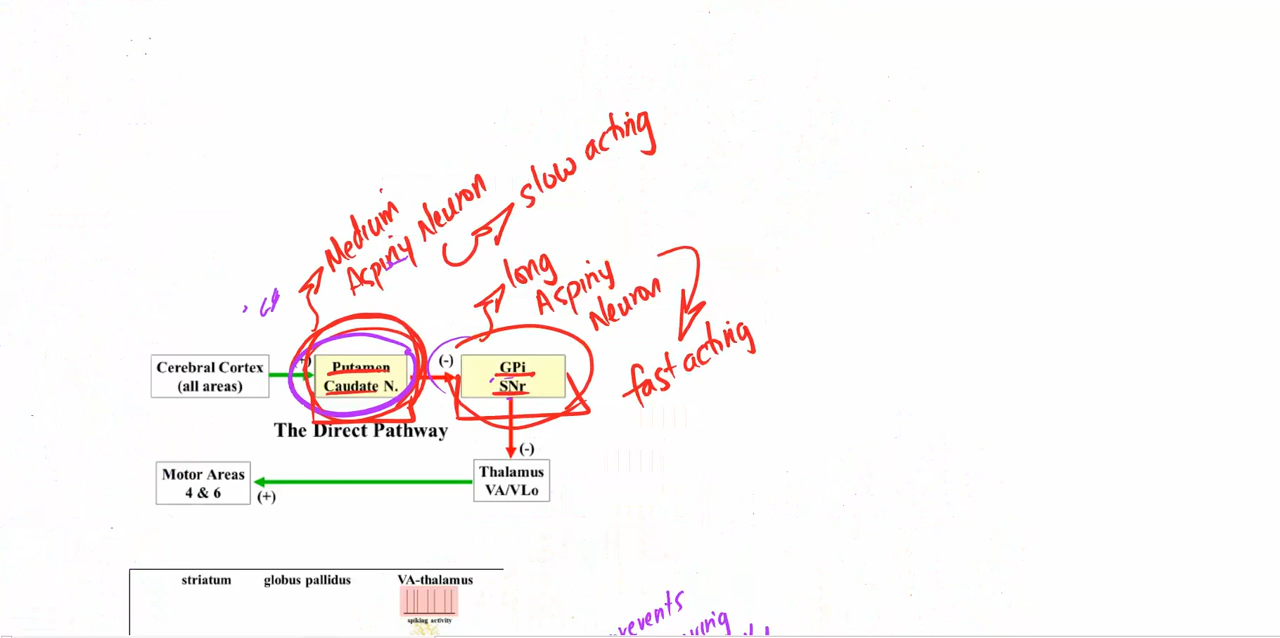 slow acting
Medium
Aspiny Neuron
long
Aspiny
Neuron
fast acting
Cerebral Cortex
(all areas)
Putamen
Caudate N.
(-)
GPi
SNr
The Direct Pathway
(-)
Motor Areas
4 & 6
(+)
Thalamus
VA/VLo
striatum globus pallidus VA-thalamus
spiking activity